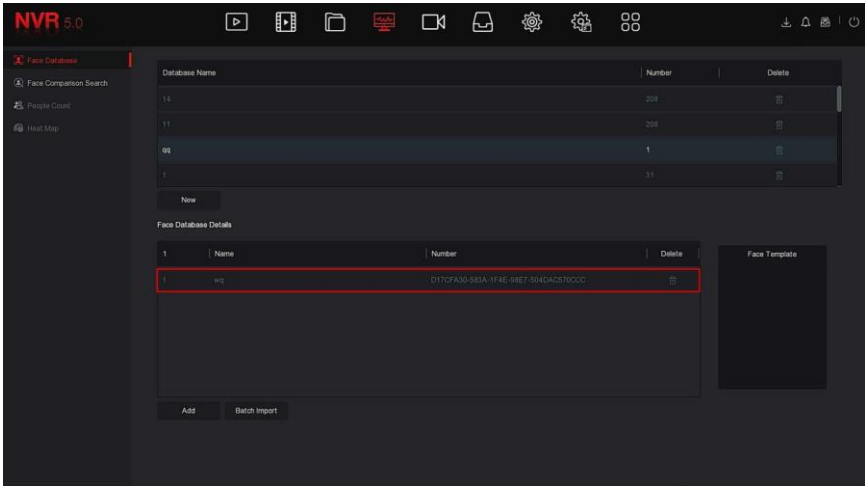 NVR 5.0
Face Database
Face Comparison Search
People Count
Heat Map
Database Name Number Delete
14 208
11 208
qq 1
1 31
New
Face Database Details
1 Name Number Delete
1 wq D17CFA30-583A-1F4E-98E7-504DAC570CCC
Face Template
Add Batch Import